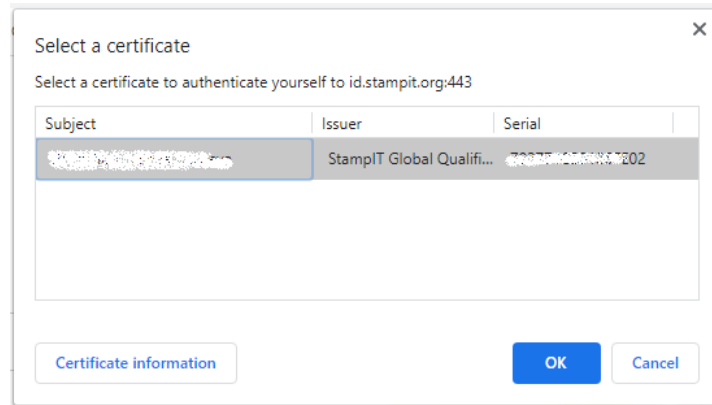 Select a certificate
Select a certificate to authenticate yourself to id.stampit.org:443
Subject Issuer Serial
StampIT Global Qualifi... E02
Certificate information OK Cancel